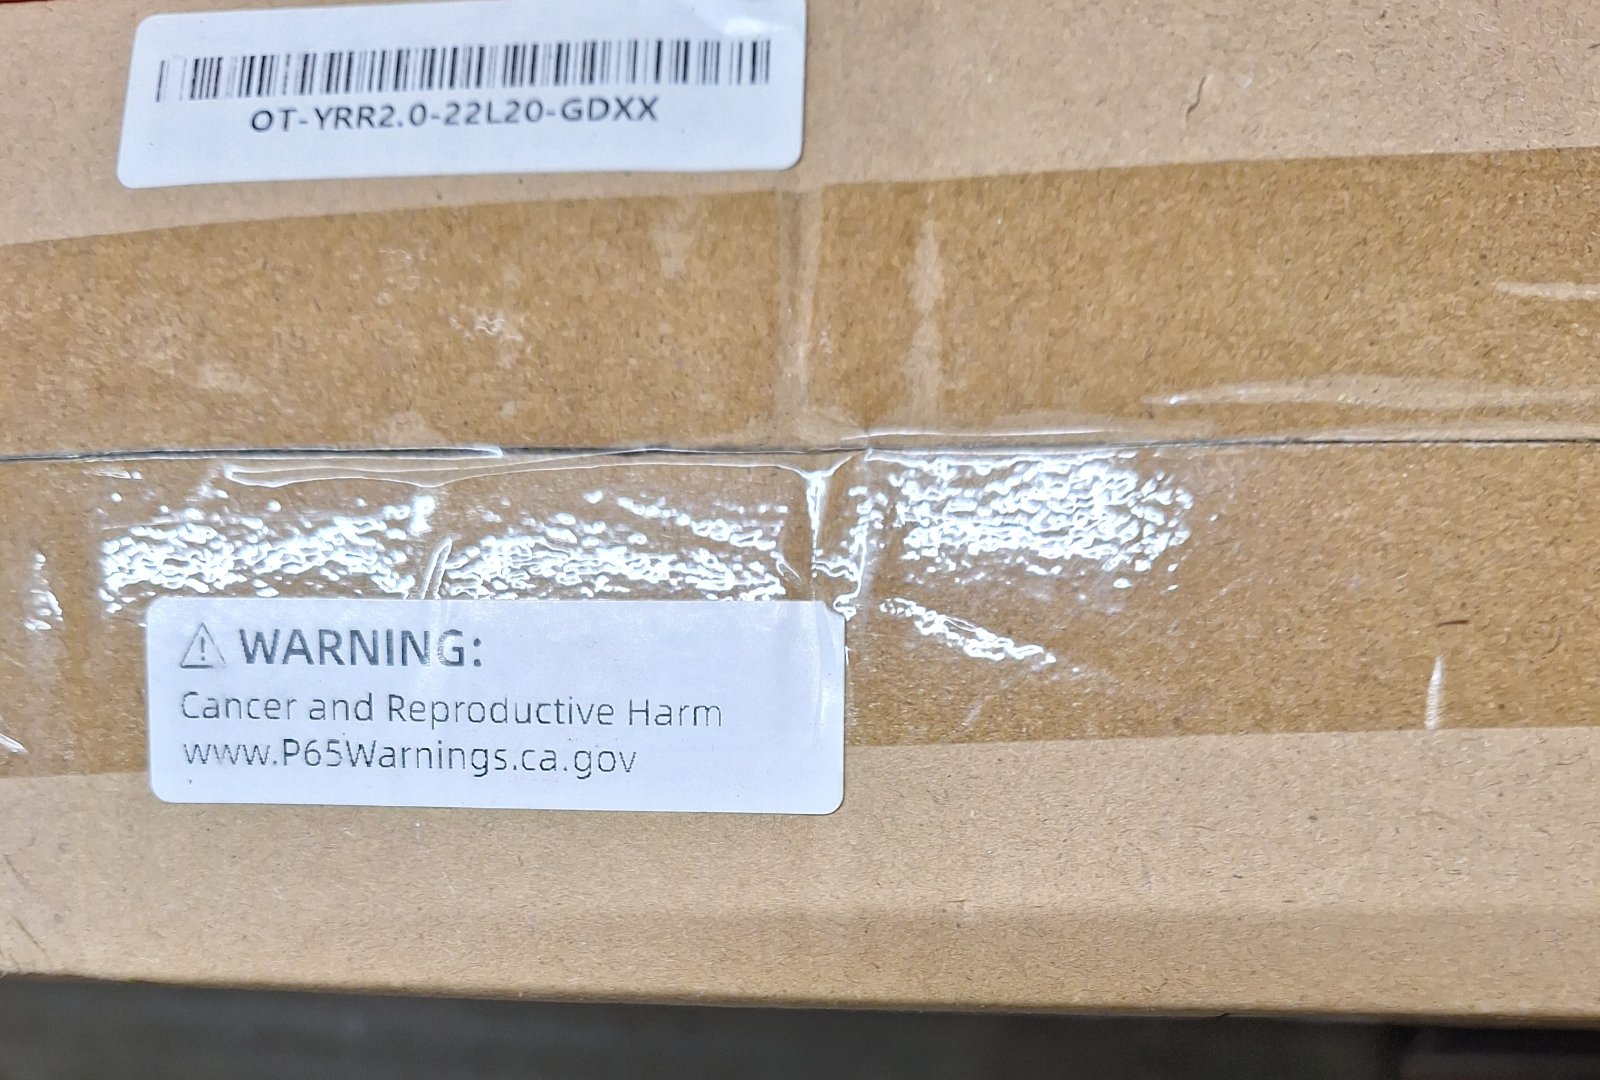 OT-YRR2.0-22L20-GDXX
⚠ WARNING:
Cancer and Reproductive Harm
www.P65Warnings.ca.gov